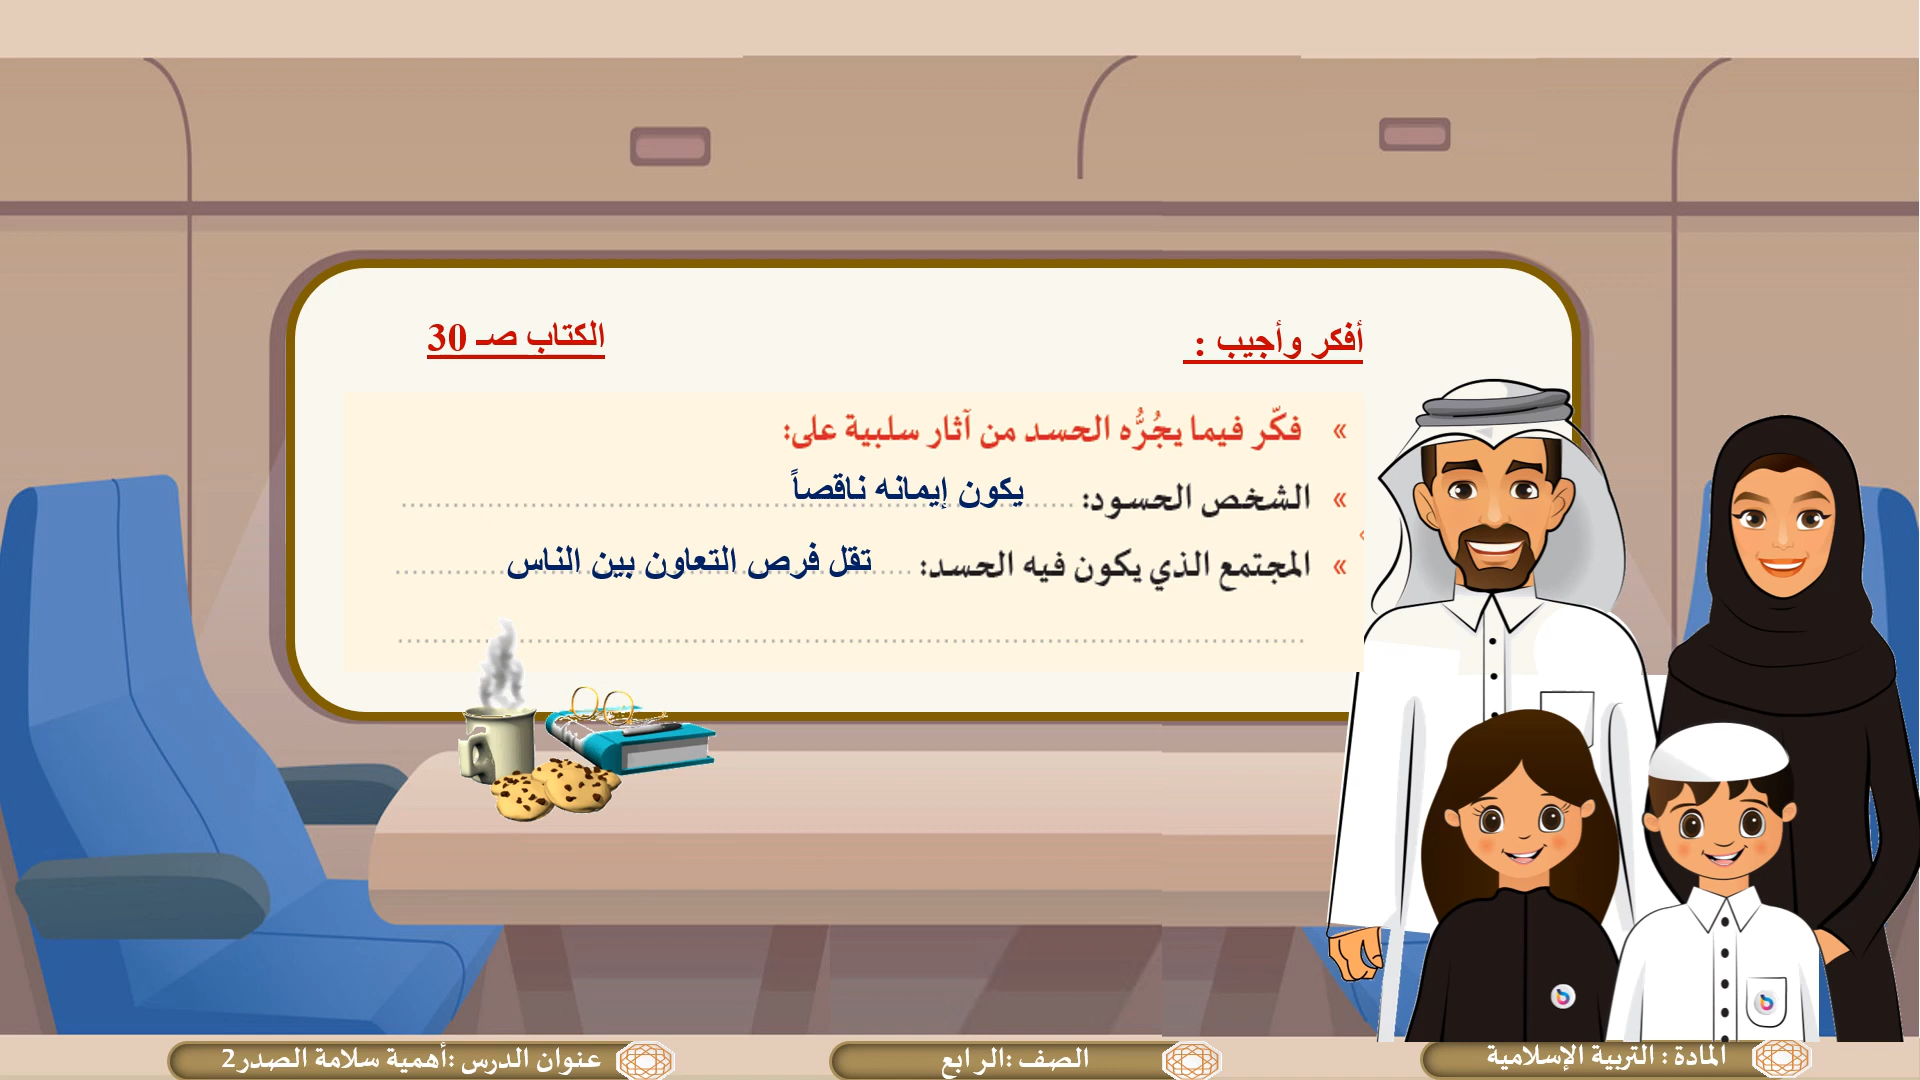 أفكر وأجيب :
الكتاب صـ 30
» فكّر فيما يجُرُّه الحسد من آثار سلبية على:
» الشخص الحسود: يكون إيمانه ناقصاً
» المجتمع الذي يكون فيه الحسد: تقل فرص التعاون بين الناس
المادة : التربية الإسلامية
الصف :الرابع
عنوان الدرس :أهمية سلامة الصدر2